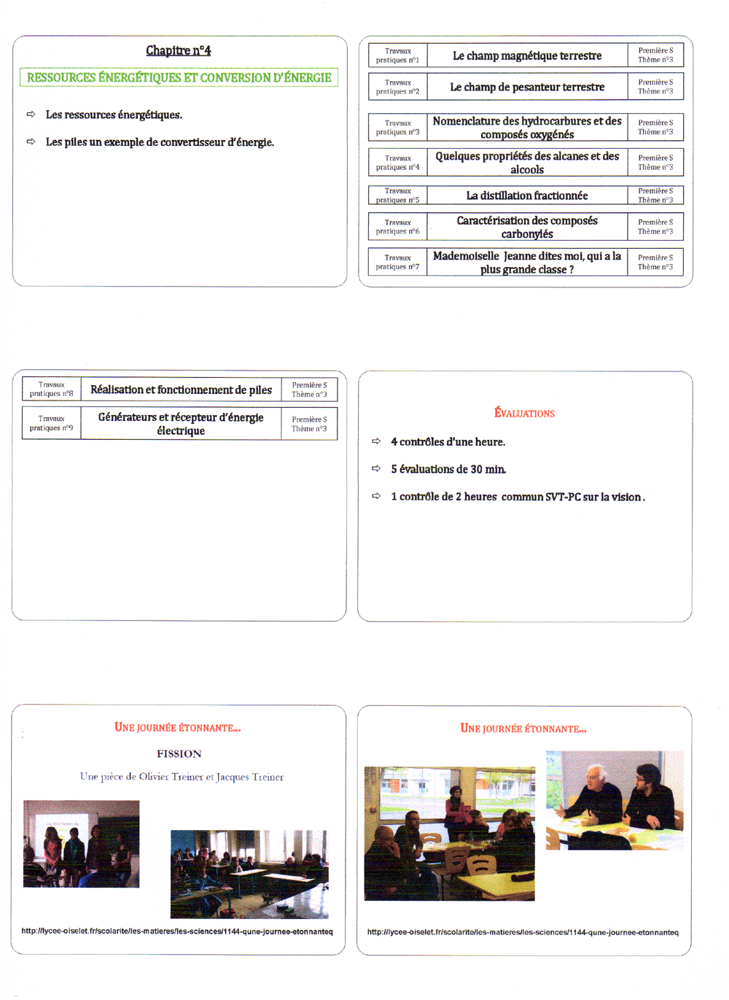 Chapitre n°4
RESSOURCES ÉNERGÉTIQUES ET CONVERSION D'ÉNERGIE
⇨ Les ressources énergétiques.
⇨ Les piles un exemple de convertisseur d'énergie.
Travaux pratiques n°1
Le champ magnétique terrestre
Première S Thème n°3
Travaux pratiques n°2
Le champ de pesanteur terrestre
Première S Thème n°3
Travaux pratiques n°3
Nomenclature des hydrocarbures et des
composés oxygénés
Première S Thème n°3
Travaux pratiques n°4
Quelques propriétés des alcanes et des
alcools
Première S Thème n°3
Travaux pratiques n°5
La distillation fractionnée
Première S Thème n°3
Travaux pratiques n°6
Caractérisation des composés
carbonylés
Première S Thème n°3
Travaux pratiques n°7
Mademoiselle Jeanne dites moi, qui a la
plus grande classe ?
Première S Thème n°3
Travaux pratiques n°8
Réalisation et fonctionnement de piles
Première S Thème n°3
Travaux pratiques n°9
Générateurs et récepteur d'énergie
électrique
Première S Thème n°3
ÉVALUATIONS
⇨ 4 contrôles d'une heure.
⇨ 5 évaluations de 30 min.
⇨ 1 contrôle de 2 heures commun SVT-PC sur la vision .
UNE JOURNÉE ÉTONNANTE...
FISSION
Une pièce de Olivier Treiner et Jacques Treiner
http://lycee-oiselet.fr/scolarite/les-matieres/les-sciences/1144-qune-journee-etonnanteq
UNE JOURNÉE ÉTONNANTE...
http://lycee-oiselet.fr/scolarite/les-matieres/les-sciences/1144-qune-journee-etonnanteq